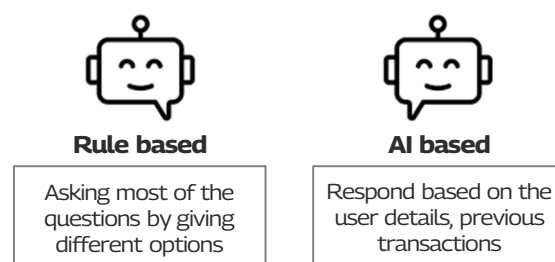 Rule based
Asking most of the
questions by giving
different options
AI based
Respond based on the
user details, previous
transactions